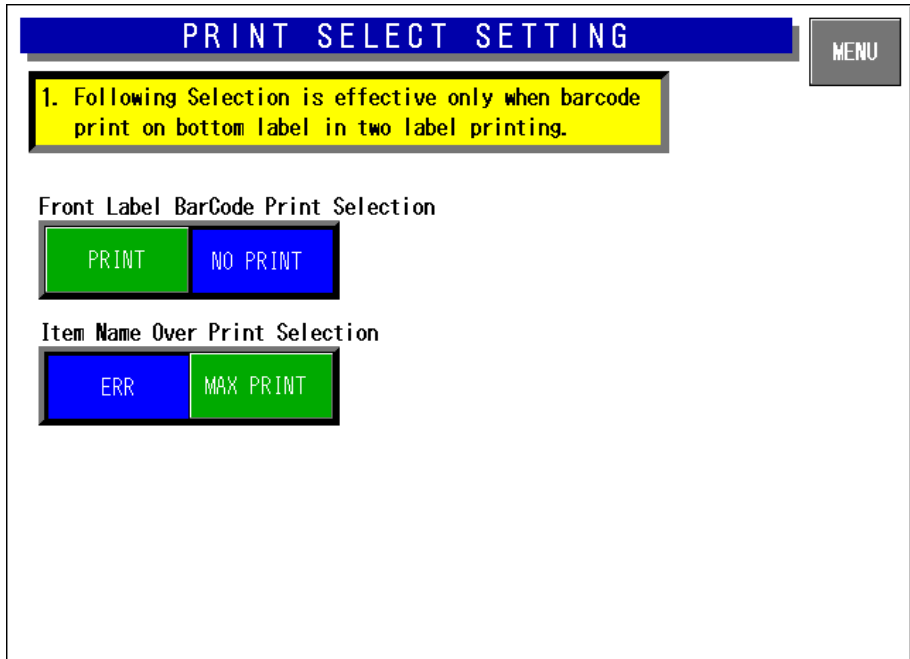 PRINT SELECT SETTING
MENU
1. Following Selection is effective only when barcode
print on bottom label in two label printing.
Front Label BarCode Print Selection
PRINT NO PRINT
Item Name Over Print Selection
ERR MAX PRINT